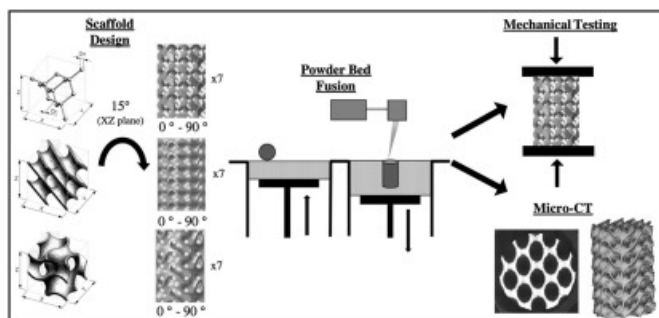 Scaffold
Design
15°
(XZ plane)
x7
0 ° - 90 °
x7
0 ° - 90 °
x7
0 ° - 90 °
Powder Bed
Fusion
Mechanical Testing
Micro-CT